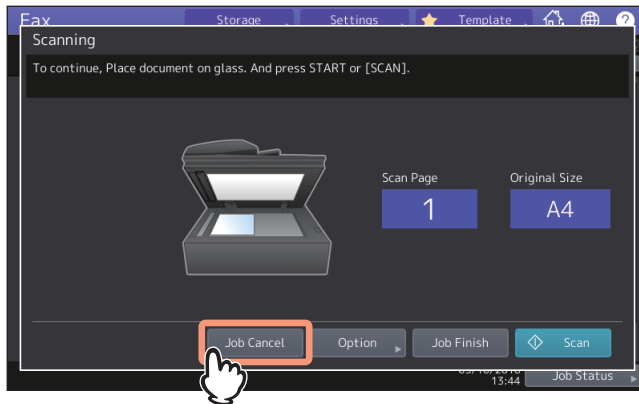 Fax
Storage
Settings
Template
?
Scanning
To continue, Place document on glass. And press START or [SCAN].
Scan Page
Original Size
1
A4
Job Cancel
Option
Job Finish
Scan
13:44
Job Status